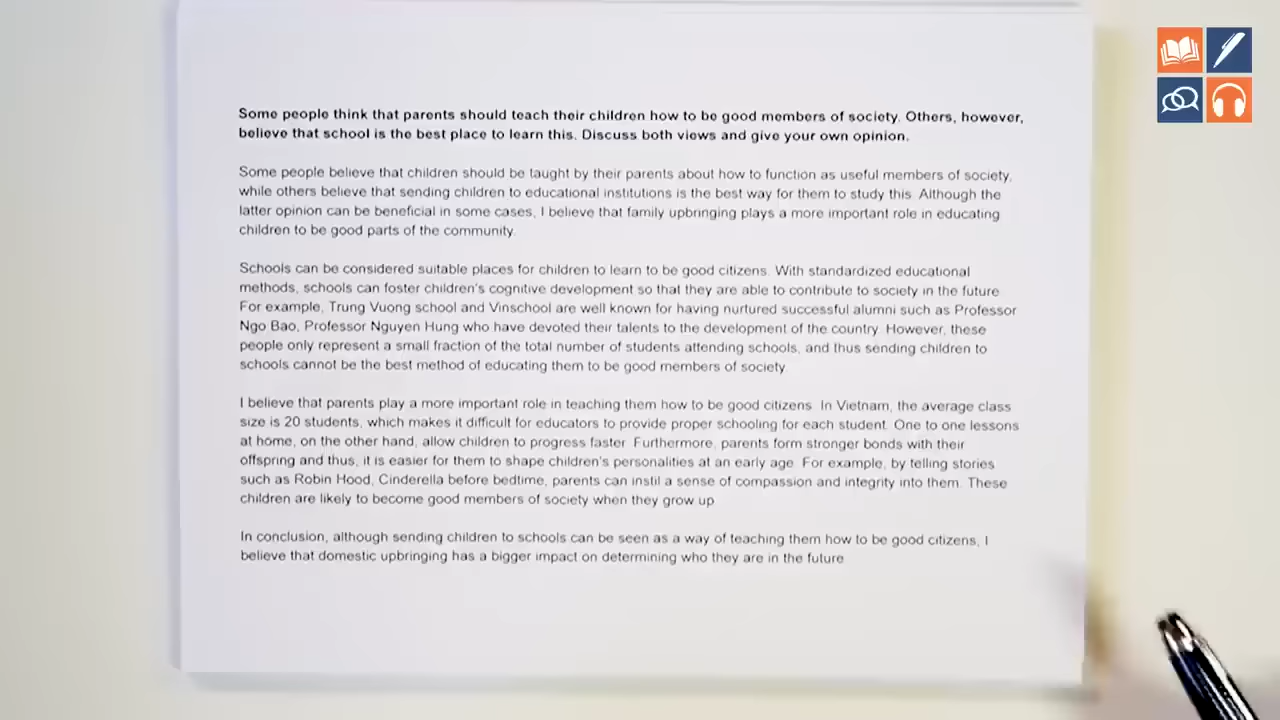 Some people think that parents should teach their children how to be good members of society. Others, however,
believe that school is the best place to learn this. Discuss both views and give your own opinion.
Some people believe that children should be taught by their parents about how to function as useful members of society,
while others believe that sending children to educational institutions is the best way for them to study this. Although the
latter opinion can be beneficial in some cases, I believe that family upbringing plays a more important role in educating
children to be good parts of the community.
Schools can be considered suitable places for children to learn to be good citizens. With standardized educational
methods, schools can foster children's cognitive development so that they are able to contribute to society in the future.
For example, Trung Vuong school and Vinschool are well known for having nurtured successful alumni such as Professor
Ngo Bao, Professor Nguyen Hung who have devoted their talents to the development of the country. However, these
people only represent a small fraction of the total number of students attending schools, and thus sending children to
schools cannot be the best method of educating them to be good members of society.
I believe that parents play a more important role in teaching them how to be good citizens. In Vietnam, the average class
size is 20 students, which makes it difficult for educators to provide proper schooling for each student. One to one lessons
at home, on the other hand, allow children to progress faster. Furthermore, parents form stronger bonds with their
offspring and thus, it is easier for them to shape children's personalities at an early age. For example, by telling stories
such as Robin Hood, Cinderella before bedtime, parents can instil a sense of compassion and integrity into them. These
children are likely to become good members of society when they grow up.
In conclusion, although sending children to schools can be seen as a way of teaching them how to be good citizens, I
believe that domestic upbringing has a bigger impact on determining who they are in the future.